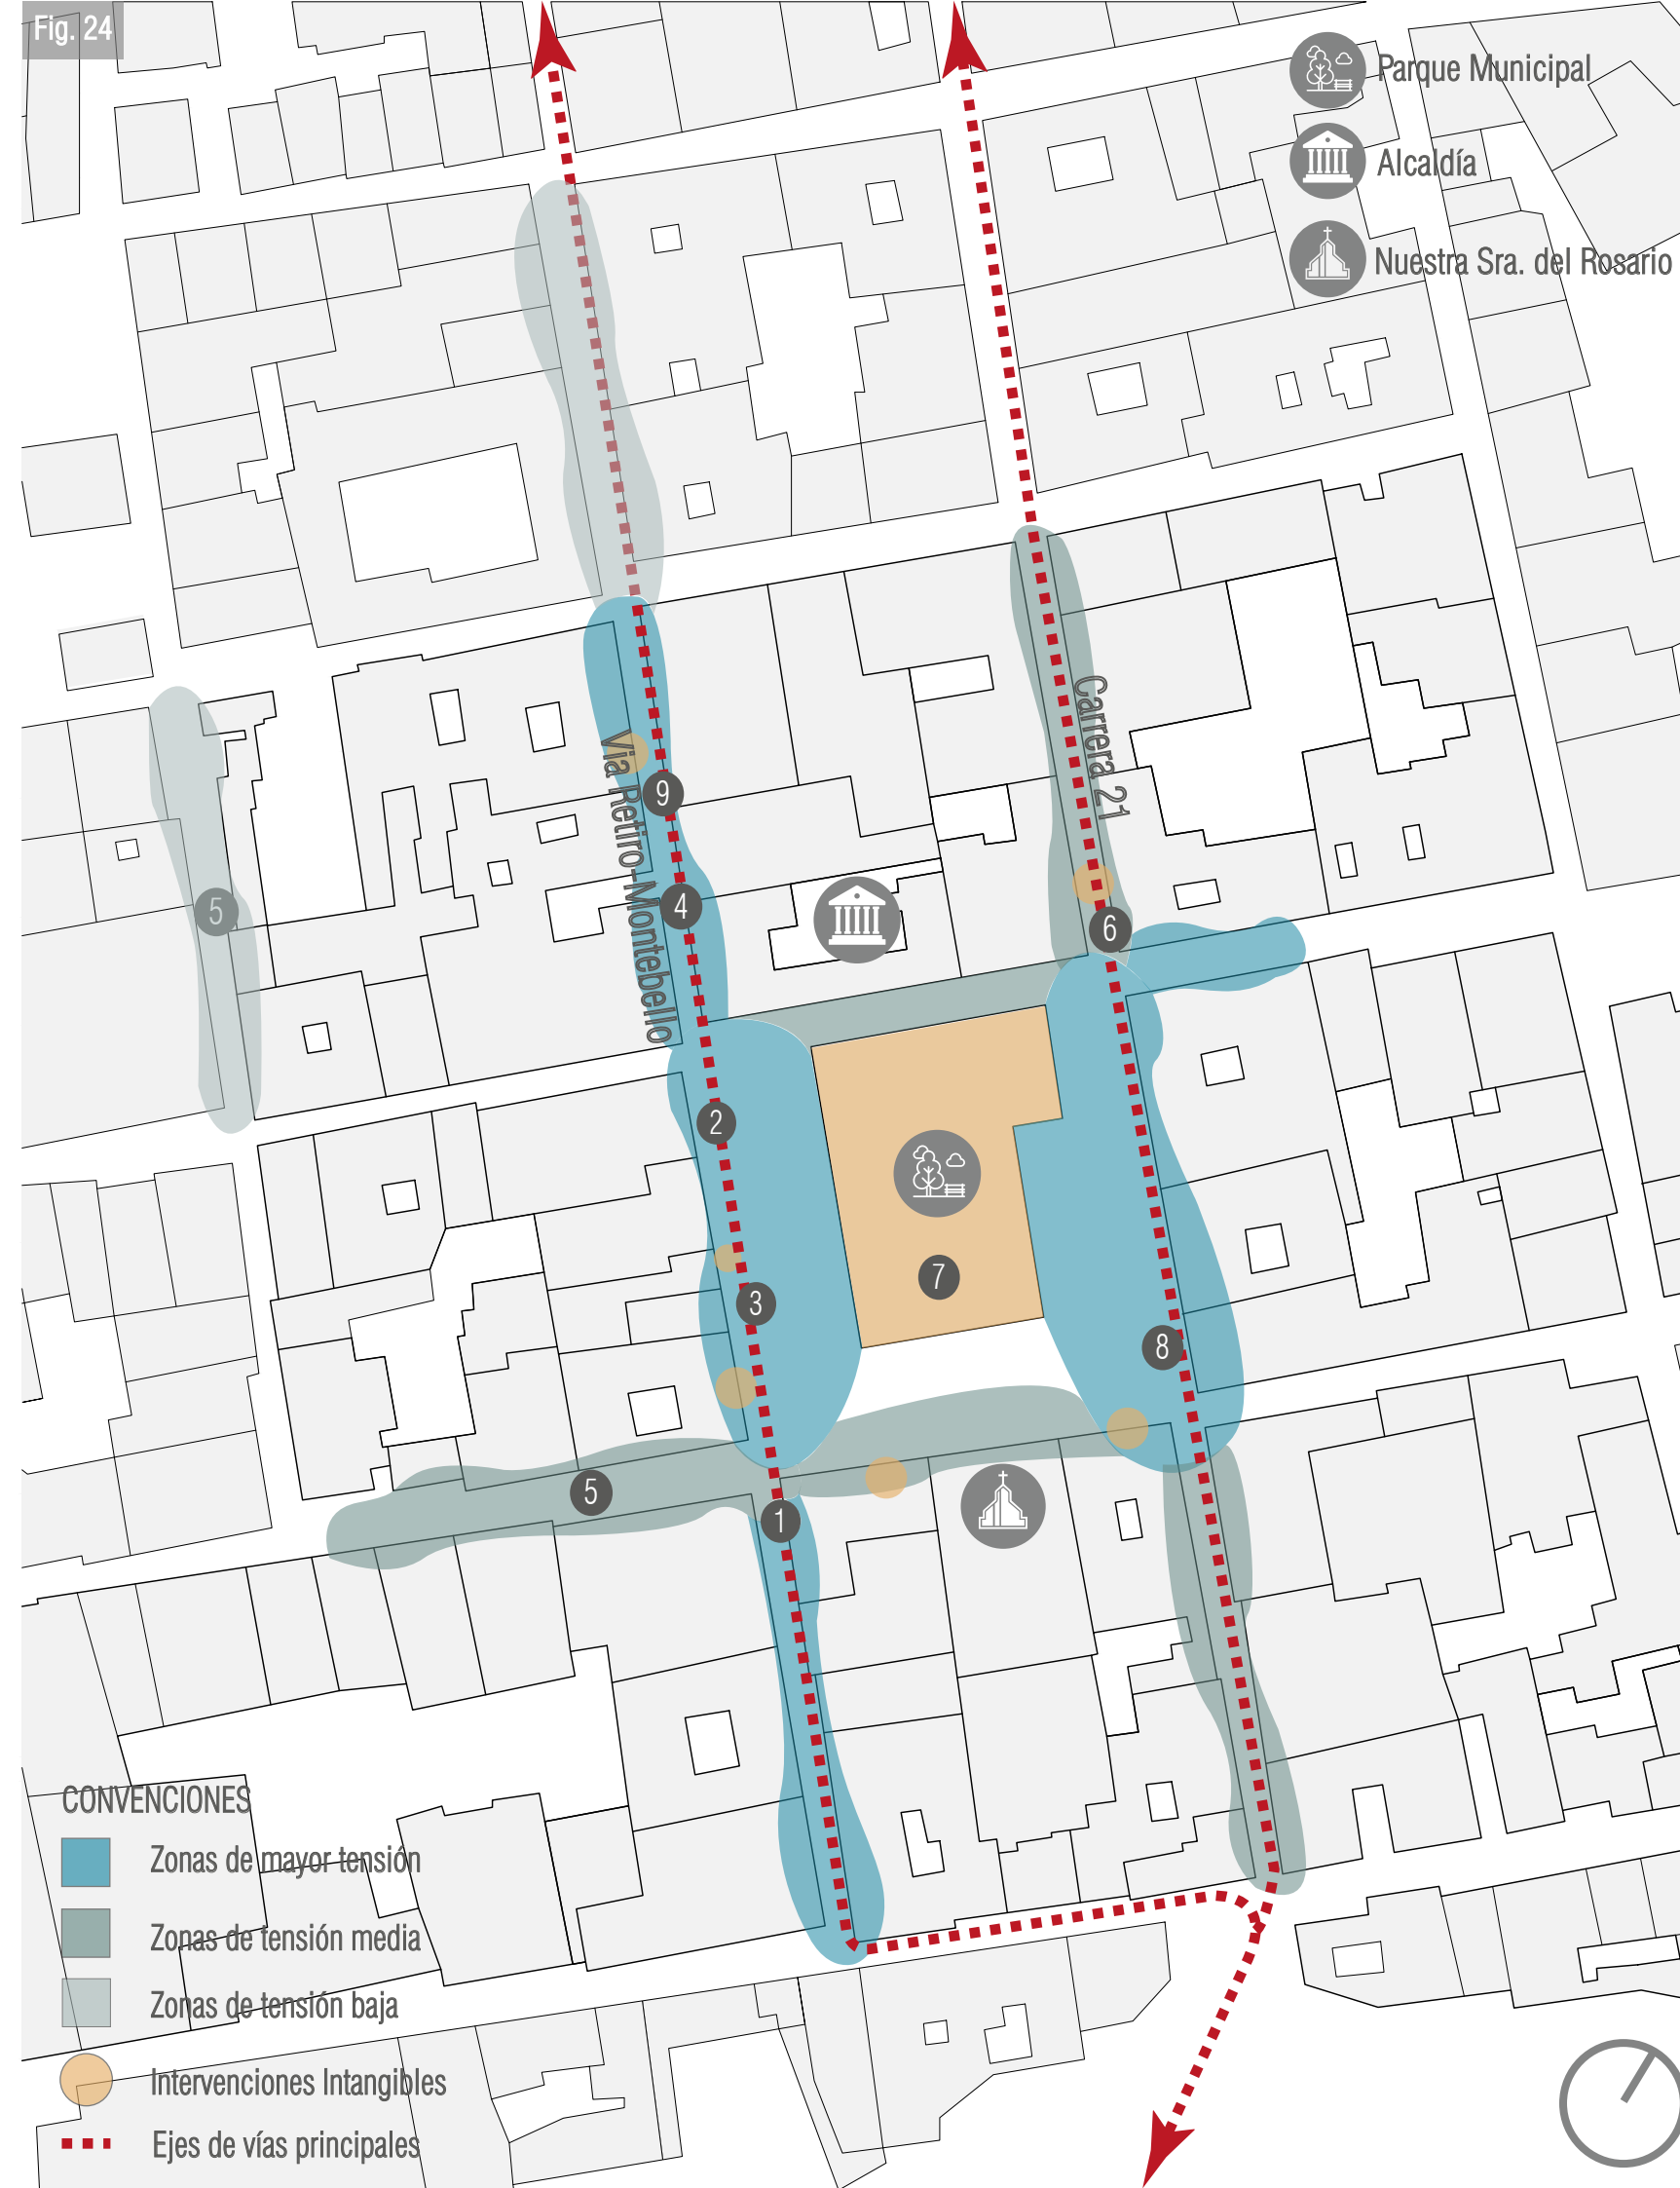 Fig. 24
Parque Municipal
Alcaldía
Nuestra Sra. del Rosario
Carrera 21
Via Retiro-Montebello
9
4
5
6
2
7
3
8
5
1
CONVENCIONES
Zonas de mayor tensión
Zonas de tensión media
Zonas de tensión baja
Intervenciones Intangibles
Ejes de vías principales